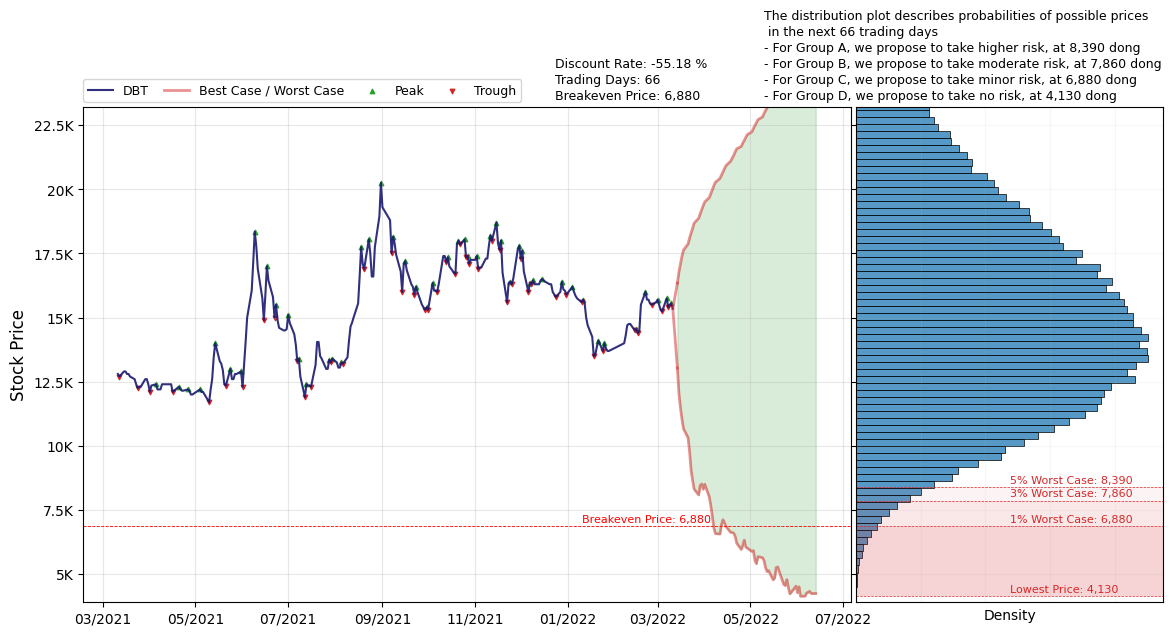 The distribution plot describes probabilities of possible prices
in the next 66 trading days
- For Group A, we propose to take higher risk, at 8,390 dong
- For Group B, we propose to take moderate risk, at 7,860 dong
- For Group C, we propose to take minor risk, at 6,880 dong
- For Group D, we propose to take no risk, at 4,130 dong
Discount Rate: -55.18 %
Trading Days: 66
Breakeven Price: 6,880
DBT
Best Case / Worst Case
Peak
Trough
Stock Price
22.5K
20K
17.5K
15K
12.5K
10K
7.5K
5K
Breakeven Price: 6,880
5% Worst Case: 8,390
3% Worst Case: 7,860
1% Worst Case: 6,880
Lowest Price: 4,130
03/2021
05/2021
07/2021
09/2021
11/2021
01/2022
03/2022
05/2022
07/2022
Density